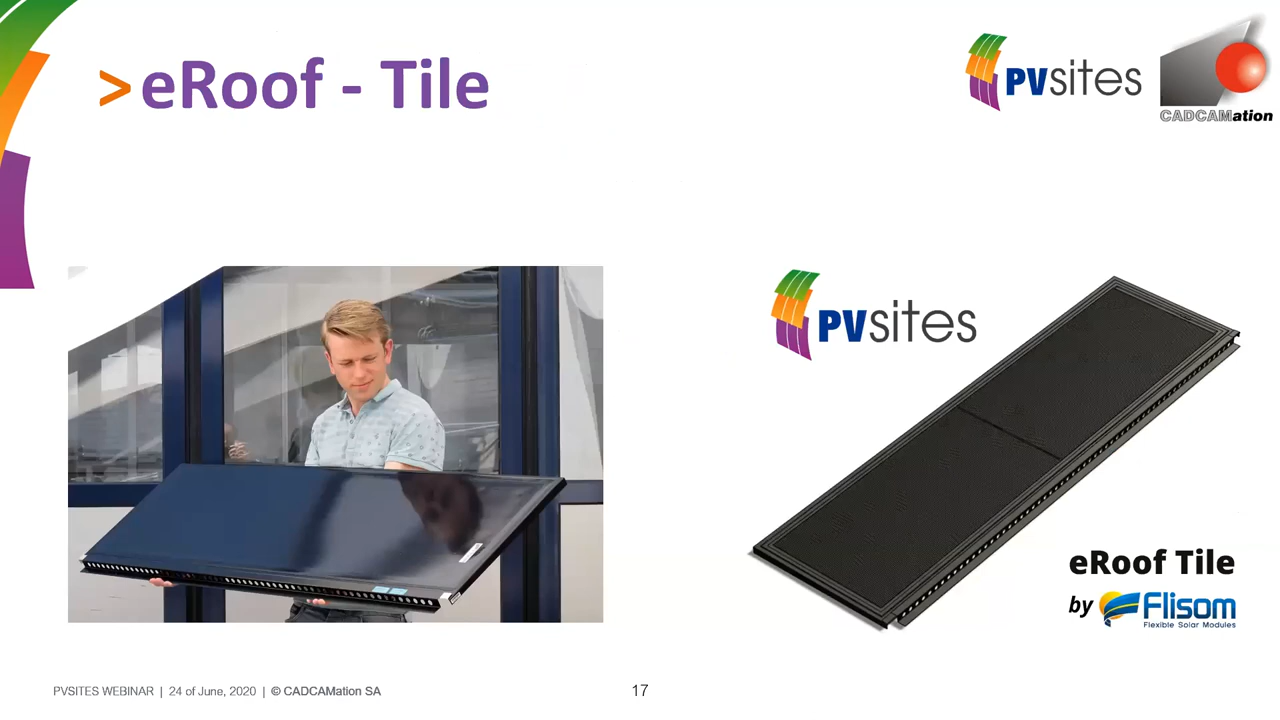 >eRoof - Tile
PVsites
CADCAMation
PVsites
eRoof Tile
by Flisom
Flexible Solar Modules
PVSITES WEBINAR | 24 of June, 2020 | © CADCAMation SA
17